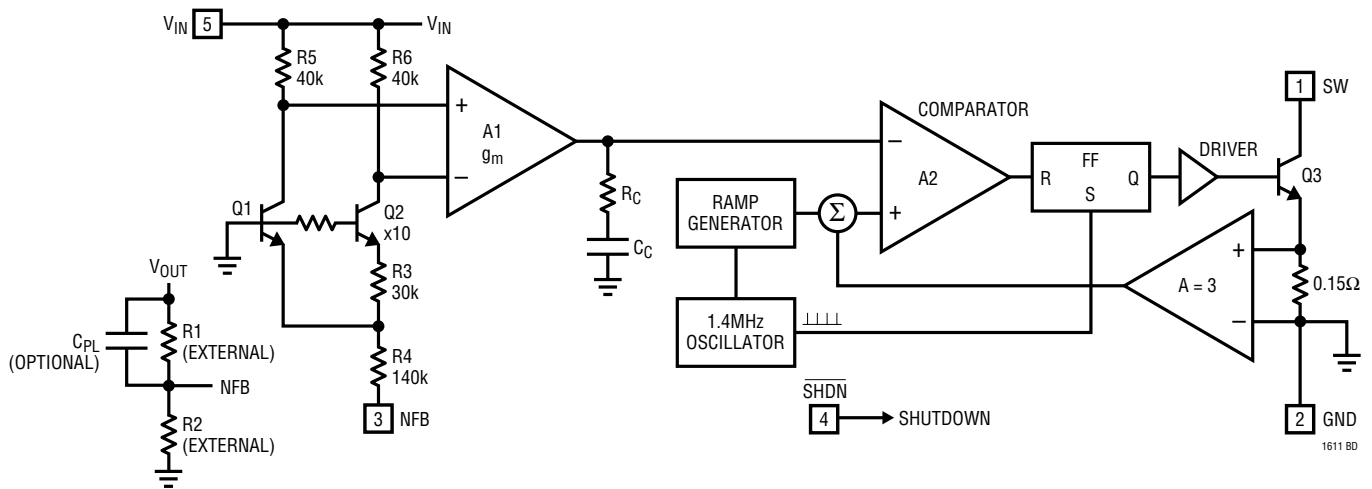 VIN 5 VIN
R5
40k
R6
40k
+
A1
gm
−
Q1
Q2
x10
R3
30k
R4
140k
3 NFB
VOUT
CPL
(OPTIONAL)
R1
(EXTERNAL)
NFB
R2
(EXTERNAL)
RC
CC
COMPARATOR
−
A2
+
RAMP
GENERATOR
Σ
1.4MHz
OSCILLATOR
R FF Q
S
DRIVER
1 SW
Q3
+
A = 3
−
0.15Ω
SHDN
4 SHUTDOWN
2 GND
1611 BD